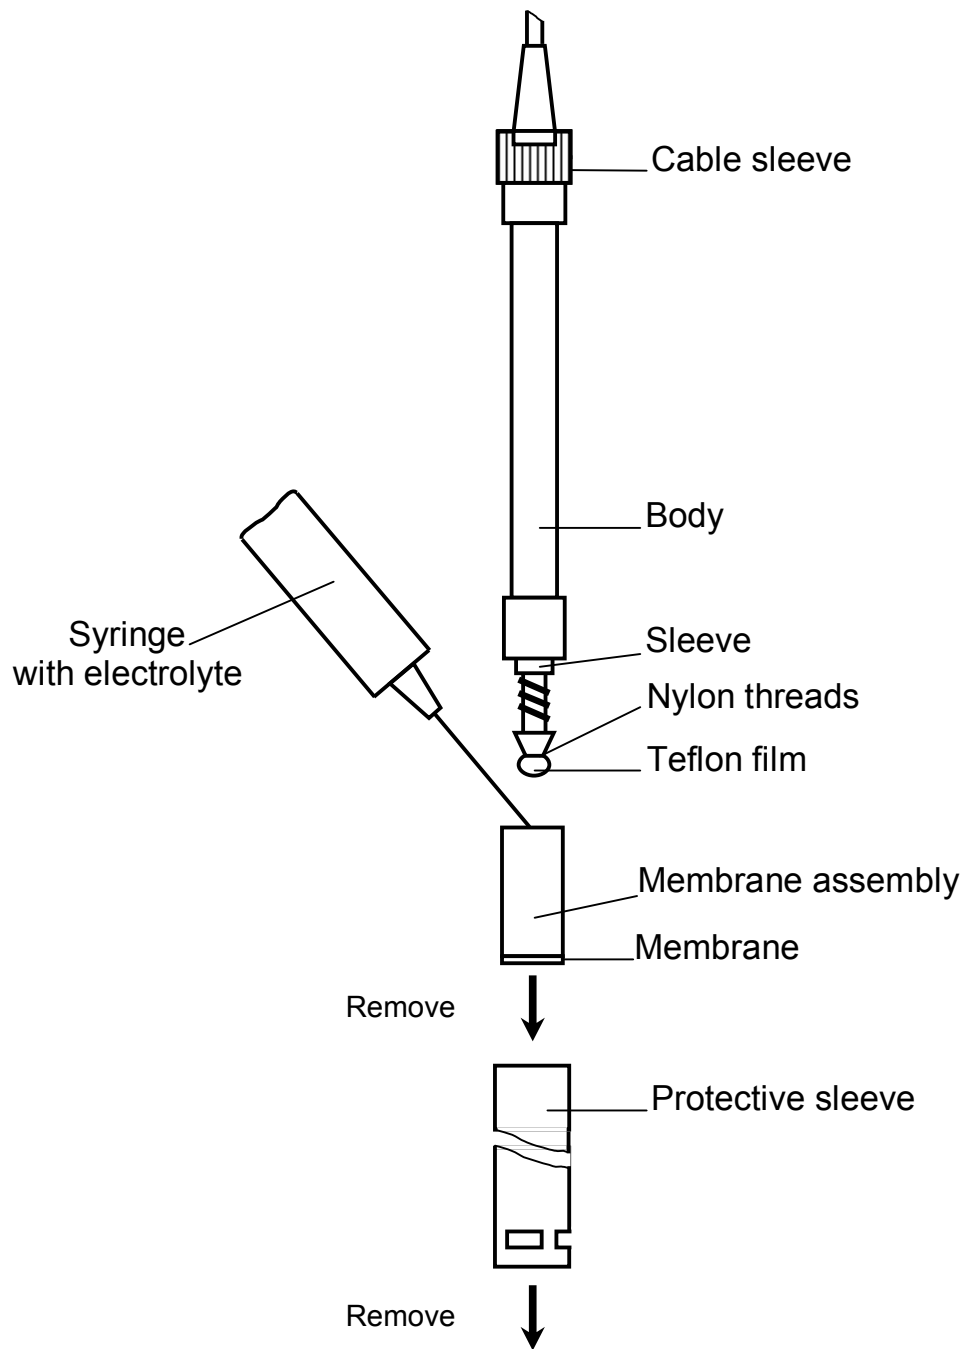 Cable sleeve
Body
Syringe
with electrolyte
Sleeve
Nylon threads
Teflon film
Membrane assembly
Membrane
Remove
Protective sleeve
Remove